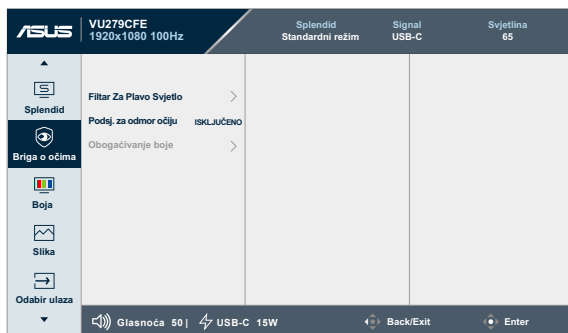 ASUS
VU279CFE
1920x1080 100Hz
Splendid
Standardni režim
Signal
USB-C
Svjetlina
65
Splendid
Briga o očima
Boja
Slika
Odabir ulaza
Filtar Za Plavo Svjetlo
Podsj. za odmor očiju ISKLJUČENO
Obogaćivanje boje
Glasnoća 50 | USB-C 15W
Back/Exit
Enter